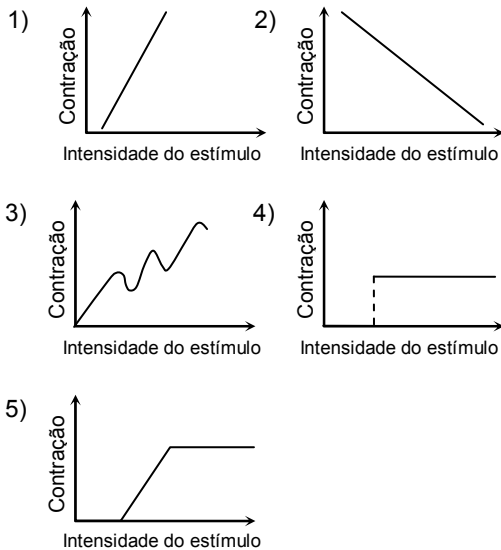 1)
Contração
Intensidade do estímulo
2)
Contração
Intensidade do estímulo
3)
Contração
Intensidade do estímulo
4)
Contração
Intensidade do estímulo
5)
Contração
Intensidade do estímulo